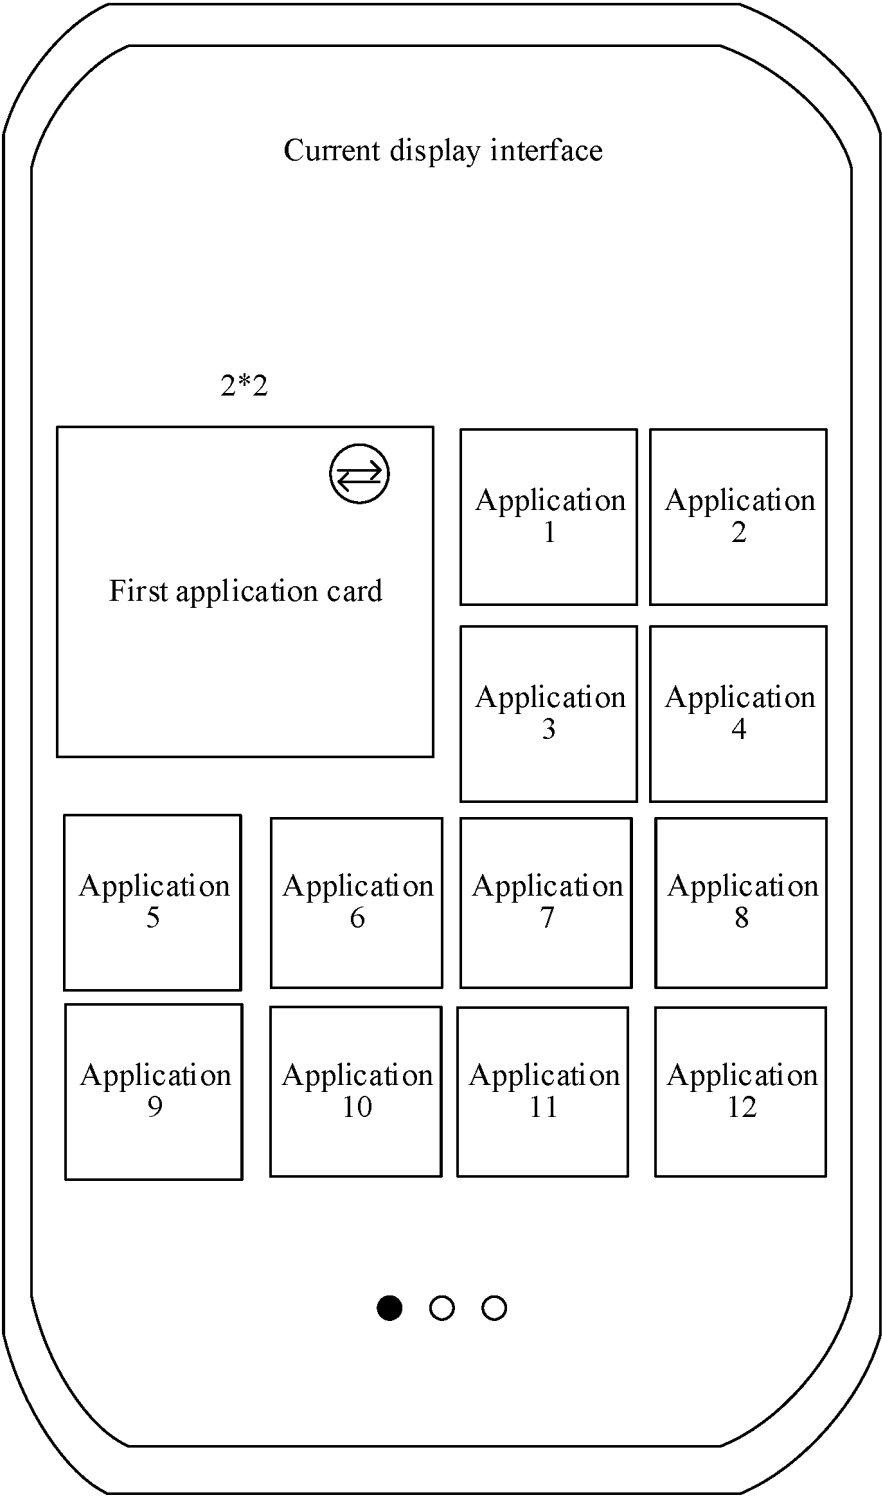 Current display interface
2*2
First application card
Application
1
Application
2
Application
3
Application
4
Application
5
Application
6
Application
7
Application
8
Application
9
Application
10
Application
11
Application
12